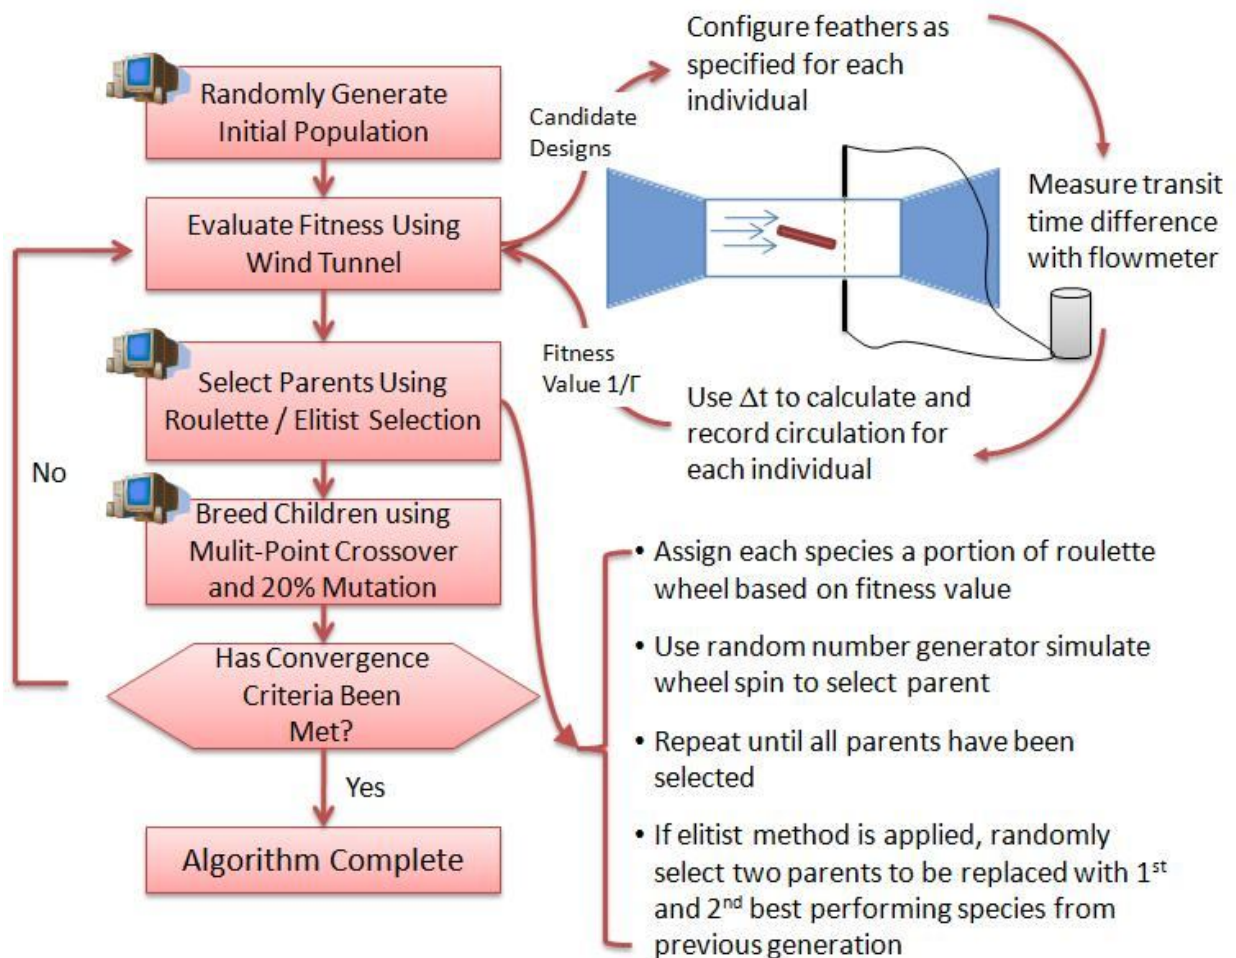 Randomly Generate
Initial Population
Evaluate Fitness Using
Wind Tunnel
Select Parents Using
Roulette / Elitist Selection
Breed Children using
Mulit-Point Crossover
and 20% Mutation
Has Convergence
Criteria Been
Met?
No
Yes
Algorithm Complete
Candidate
Designs
Configure feathers as
specified for each
individual
Measure transit
time difference
with flowmeter
Use Δt to calculate and
record circulation for
each individual
Fitness
Value 1/Γ
• Assign each species a portion of roulette
wheel based on fitness value
• Use random number generator simulate
wheel spin to select parent
• Repeat until all parents have been
selected
• If elitist method is applied, randomly
select two parents to be replaced with 1st
and 2nd best performing species from
previous generation